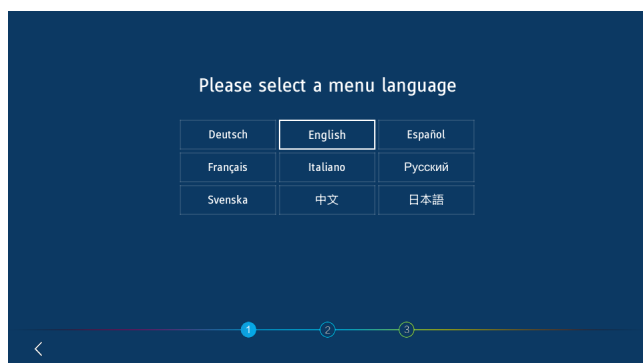 Please select a menu language
Deutsch English Español
Français Italiano Русский
Svenska 中文 日本語
1 2 3